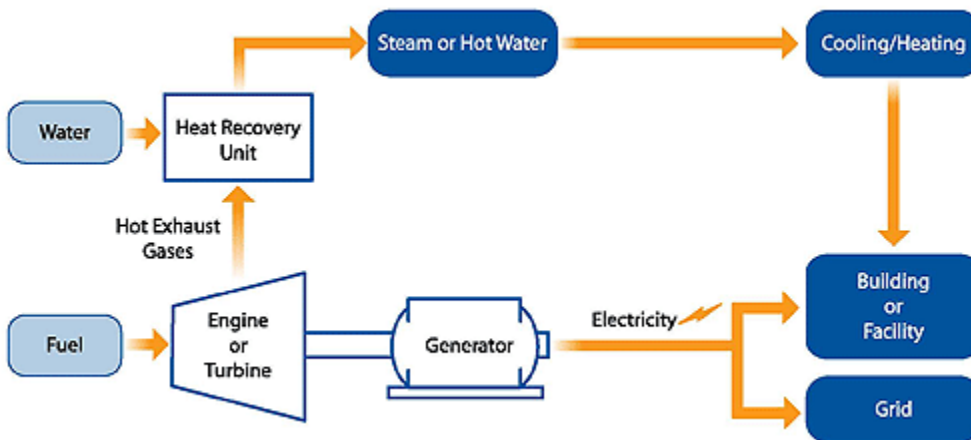 Steam or Hot Water
Cooling/Heating
Water
Heat Recovery
Unit
Hot Exhaust
Gases
Building
or
Facility
Electricity
Fuel
Engine
or
Turbine
Generator
Grid